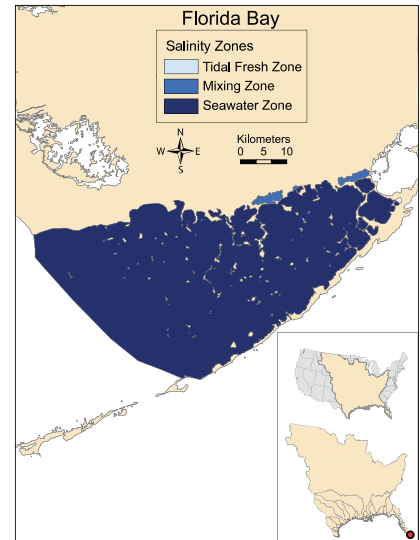 Florida Bay
Salinity Zones
Tidal Fresh Zone
Mixing Zone
Seawater Zone
N
W E
S
Kilometers
0 5 10